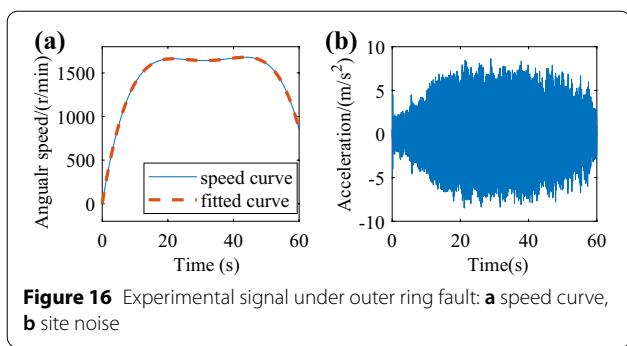 (a)
Angualr speed/(r/min)
1500
1000
500
0
speed curve
fitted curve
0 20 40 60
Time (s)
(b)
Acceleration/(m/s²)
10
5
0
-5
-10
0 20 40 60
Time(s)
Figure 16 Experimental signal under outer ring fault: a speed curve,
b site noise